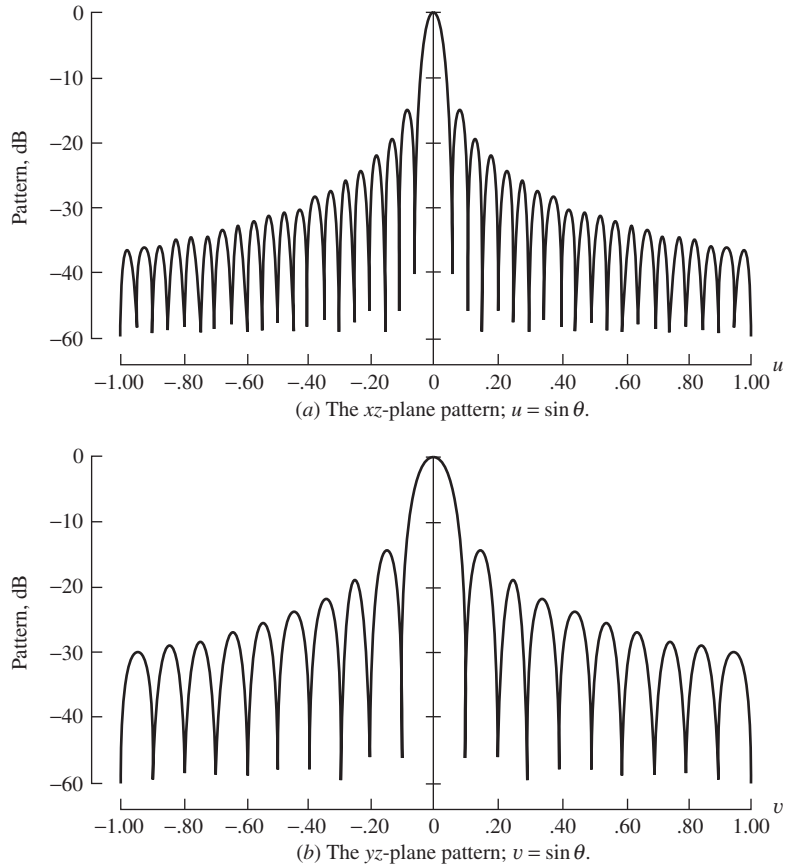 0
−10
−20
−30
−40
−60
Pattern, dB
−1.00 −.80 −.60 −.40 −.20 0 .20 .40 .60 .80 1.00 u
(a) The xz-plane pattern; u = sin θ.
0
−10
−20
−30
−40
−60
Pattern, dB
−1.00 −.80 −.60 −.40 −.20 0 .20 .40 .60 .80 1.00 v
(b) The yz-plane pattern; v = sin θ.